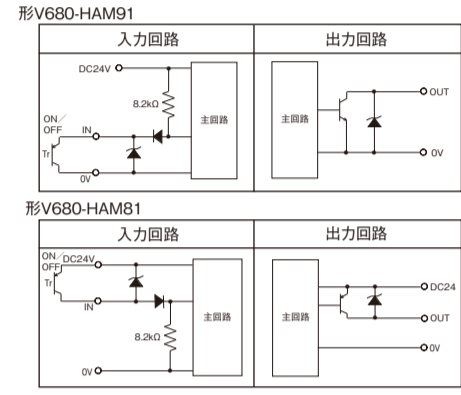 形V680-HAM91
入力回路
出力回路
DC24V
8.2kΩ
主回路
ON/
OFF
IN
Tr
0V
主回路
OUT
0V
形V680-HAM81
入力回路
出力回路
ON/
OFF
DC24V
Tr
IN
主回路
8.2kΩ
0V
主回路
DC24
OUT
0V